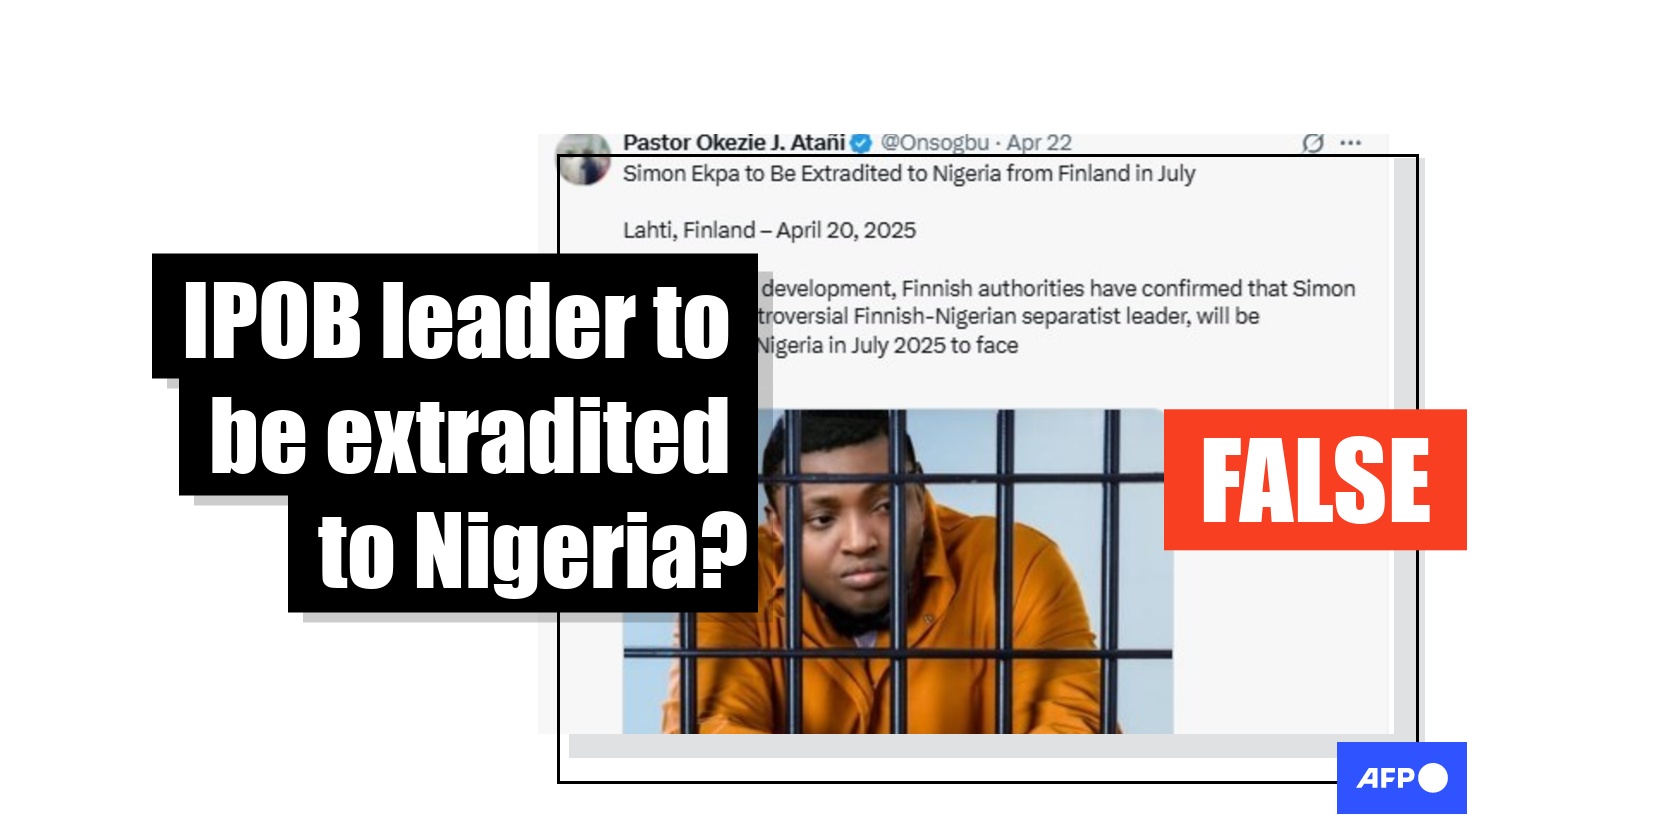 Pastor Okezie J. Atañi @Onsogbu · Apr 22
Simon Ekpa to Be Extradited to Nigeria from Finland in July
Lahti, Finland – April 20, 2025
development, Finnish authorities have confirmed that Simon
troversial Finnish-Nigerian separatist leader, will be
Nigeria in July 2025 to face
IPOB leader to
be extradited
to Nigeria?
FALSE
AFP